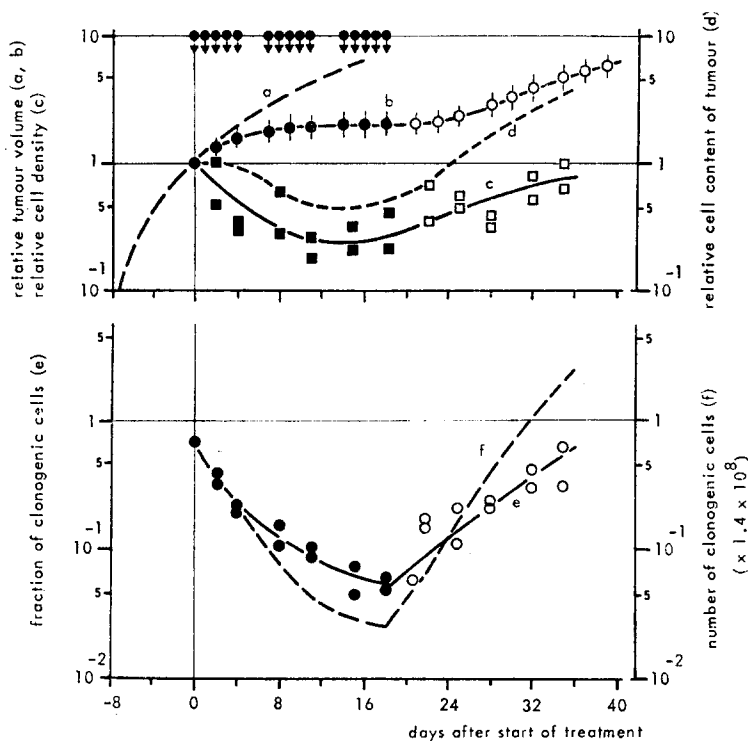 relative tumour volume (a, b)
relative cell density (c)
10
5
1
5
10 -1
a
b
c
d
10
5
1
5
10 -1
relative cell content of tumour (d)
fraction of clonogenic cells (e)
5
1
5
10 -1
5
10 -2
f
e
5
1
5
10 -1
5
10 -2
number of clonogenic cells (f)
( × 1.4 × 10 8 )
-8 0 8 16 24 32 40
days after start of treatment